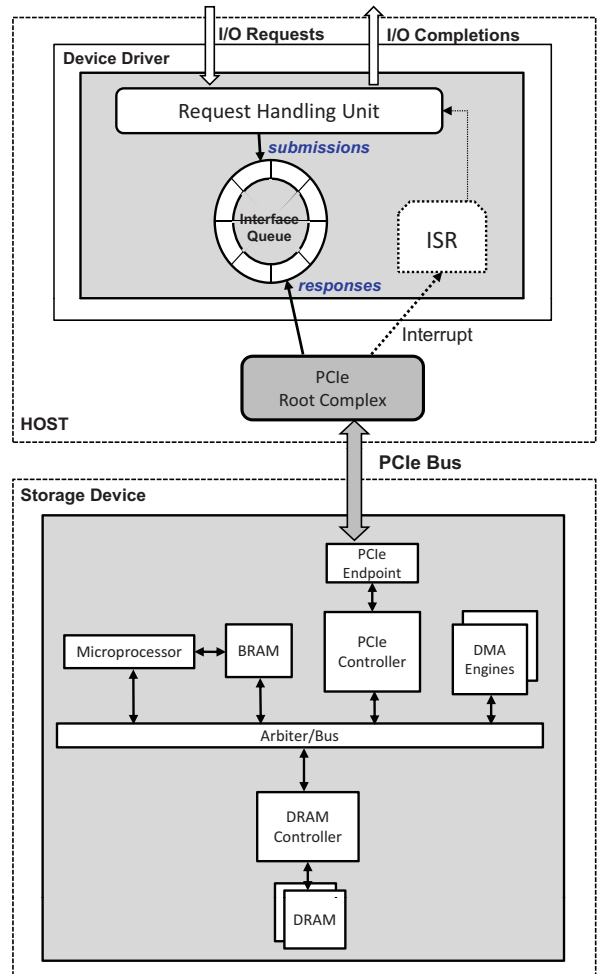 I/O Requests
I/O Completions
Device Driver
Request Handling Unit
submissions
Interface
Queue
ISR
responses
Interrupt
PCIe
Root Complex
HOST
PCIe Bus
Storage Device
PCIe
Endpoint
Microprocessor
BRAM
PCIe
Controller
DMA
Engines
Arbiter/Bus
DRAM
Controller
DRAM